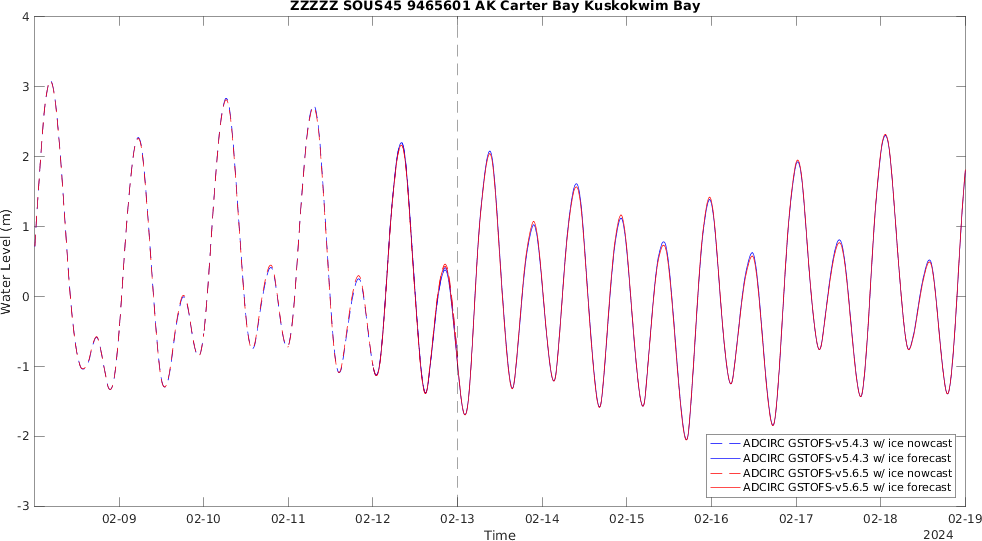 ZZZZZ SOUS45 9465601 AK Carter Bay Kuskokwim Bay
4
3
2
1
0
-1
-2
-3
Water Level (m)
ADCIRC GSTOFS-v5.4.3 w/ ice nowcast
ADCIRC GSTOFS-v5.4.3 w/ ice forecast
ADCIRC GSTOFS-v5.6.5 w/ ice nowcast
ADCIRC GSTOFS-v5.6.5 w/ ice forecast
02-09 02-10 02-11 02-12 02-13 02-14 02-15 02-16 02-17 02-18 02-19
Time
2024